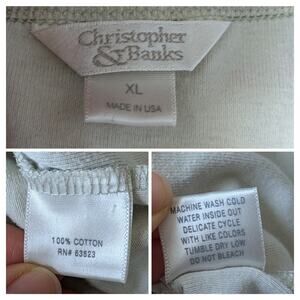 Christopher
& Banks
XL
MADE IN USA
100% COTTON
RN# 63823
MACHINE WASH COLD
WATER INSIDE OUT
DELICATE CYCLE
WITH LIKE COLORS
TUMBLE DRY LOW
DO NOT BLEACH